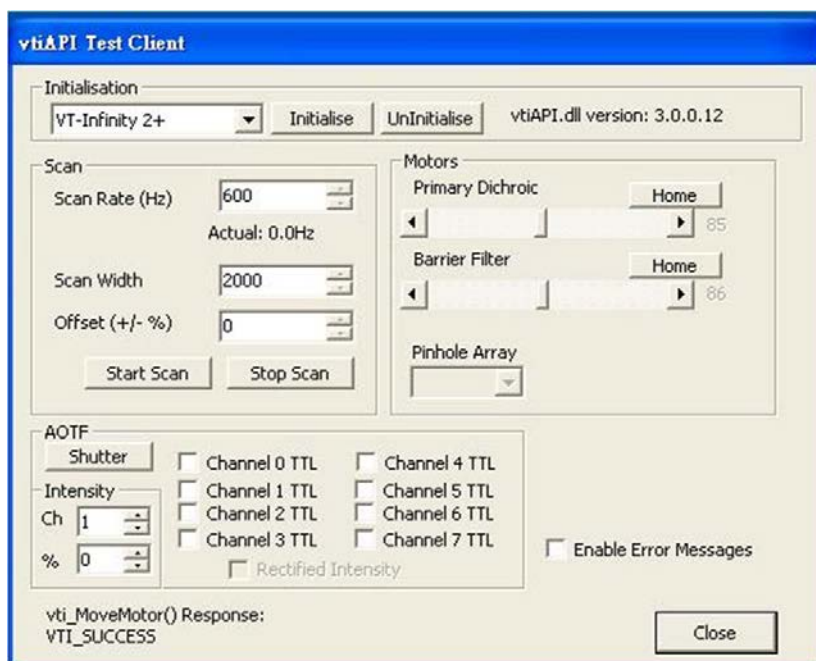 vtiAPI Test Client
Initialisation
VT-Infinity 2+
Initialise
UnInitialise
vtiAPI.dll version: 3.0.0.12
Scan
Scan Rate (Hz)
600
Actual: 0.0Hz
Scan Width
2000
Offset (+/- %)
0
Start Scan
Stop Scan
Motors
Primary Dichroic
Home
85
Barrier Filter
Home
86
Pinhole Array
AOTF
Shutter
Intensity
Ch 1
% 0
Channel 0 TTL
Channel 1 TTL
Channel 2 TTL
Channel 3 TTL
Channel 4 TTL
Channel 5 TTL
Channel 6 TTL
Channel 7 TTL
Rectified Intensity
Enable Error Messages
vti_MoveMotor() Response:
VTI_SUCCESS
Close